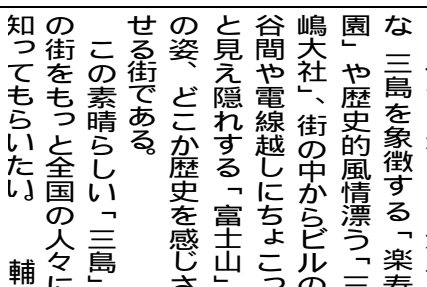 な 三島を象徴する「楽寿
園」や歴史的風情漂う「三
嶋大社」、街の中からビルの
谷間や電線越しにちょこっ
と見え隠れする「富士山」
の姿、どこか歴史を感じさ
せる街である。
この素晴らしい「三島」
の街をもっと全国の人々に
知ってもらいたい。
輔